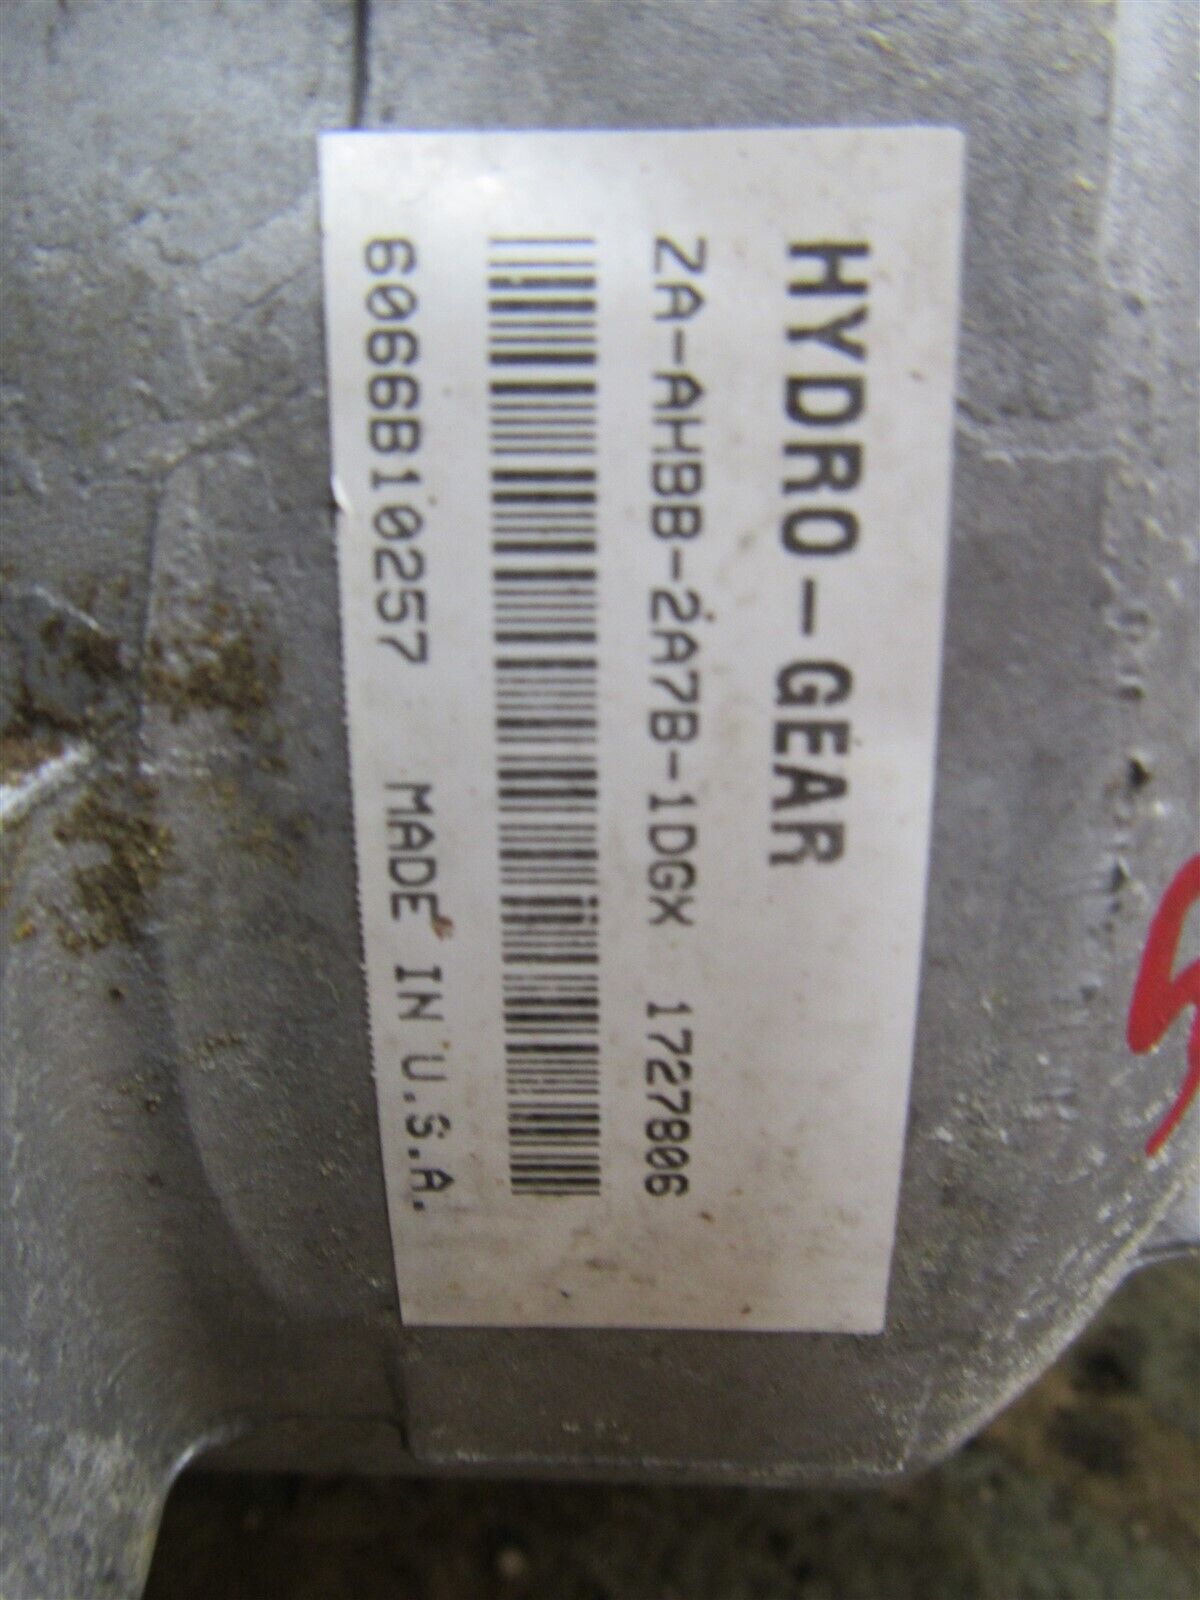 HYDRO-GEAR
ZA-AHBB-2A7B-1DGX 1727806
6066B10257 MADE IN U.S.A.